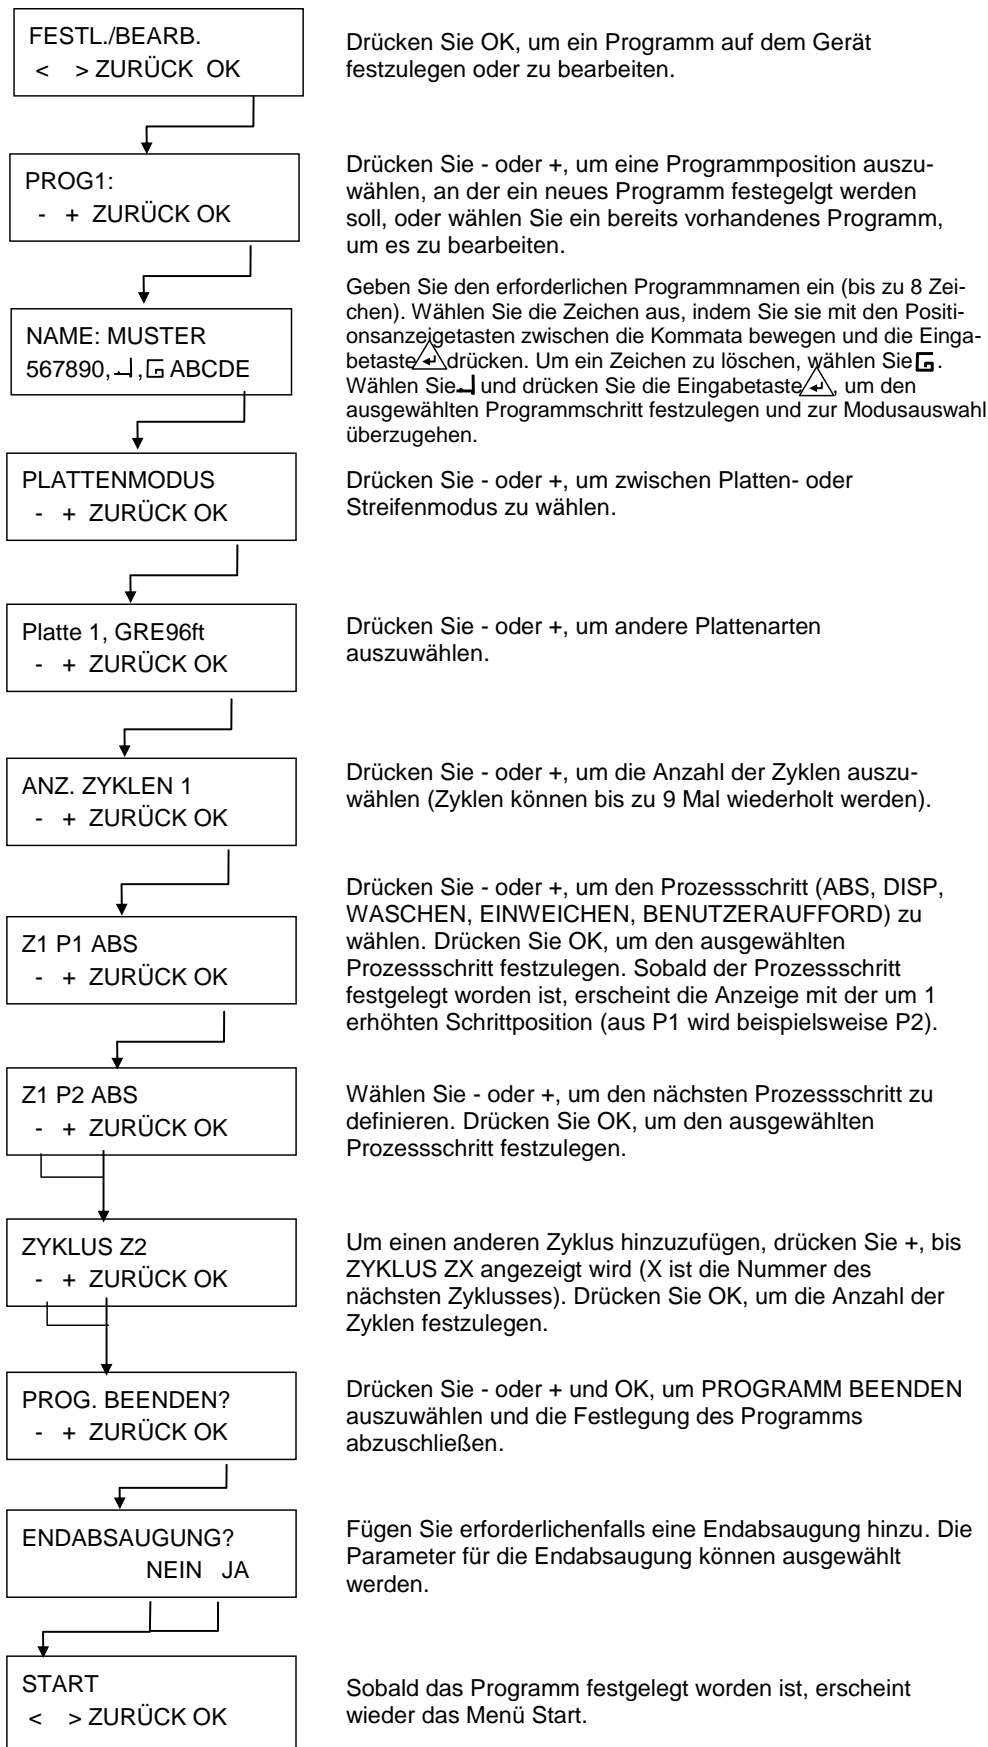 FESTL./BEARB.
< > ZURÜCK OK
Drücken Sie OK, um ein Programm auf dem Gerät
festzulegen oder zu bearbeiten.
PROG1:
- + ZURÜCK OK
Drücken Sie - oder +, um eine Programmposition auszu-
wählen, an der ein neues Programm festegelgt werden
soll, oder wählen Sie ein bereits vorhandenes Programm,
um es zu bearbeiten.
NAME: MUSTER
567890, ⏎, G ABCDE
Geben Sie den erforderlichen Programmnamen ein (bis zu 8 Zei-
chen). Wählen Sie die Zeichen aus, indem Sie sie mit den Positi-
onsanzeigetasten zwischen die Kommata bewegen und die Einga-
betaste ↵ drücken. Um ein Zeichen zu löschen, wählen Sie G.
Wählen Sie ⏎ und drücken Sie die Eingabetaste ↵, um den
ausgewählten Programmschritt festzulegen und zur Modusauswahl
überzugehen.
PLATTENMODUS
- + ZURÜCK OK
Drücken Sie - oder +, um zwischen Platten- oder
Streifenmodus zu wählen.
Platte 1, GRE96ft
- + ZURÜCK OK
Drücken Sie - oder +, um andere Plattenarten
auszuwählen.
ANZ. ZYKLEN 1
- + ZURÜCK OK
Drücken Sie - oder +, um die Anzahl der Zyklen auszu-
wählen (Zyklen können bis zu 9 Mal wiederholt werden).
Z1 P1 ABS
- + ZURÜCK OK
Drücken Sie - oder +, um den Prozessschritt (ABS, DISP,
WASCHEN, EINWEICHEN, BENUTZERAUFFORD) zu
wählen. Drücken Sie OK, um den ausgewählten
Prozessschritt festzulegen. Sobald der Prozessschritt
festgelegt worden ist, erscheint die Anzeige mit der um 1
erhöhten Schrittposition (aus P1 wird beispielsweise P2).
Z1 P2 ABS
- + ZURÜCK OK
Wählen Sie - oder +, um den nächsten Prozessschritt zu
definieren. Drücken Sie OK, um den ausgewählten
Prozessschritt festzulegen.
ZYKLUS Z2
- + ZURÜCK OK
Um einen anderen Zyklus hinzuzufügen, drücken Sie +, bis
ZYKLUS ZX angezeigt wird (X ist die Nummer des
nächsten Zyklusses). Drücken Sie OK, um die Anzahl der
Zyklen festzulegen.
PROG. BEENDEN?
- + ZURÜCK OK
Drücken Sie - oder + und OK, um PROGRAMM BEENDEN
auszuwählen und die Festlegung des Programms
abzuschließen.
ENDABSAUGUNG?
NEIN JA
Fügen Sie erforderlichenfalls eine Endabsaugung hinzu. Die
Parameter für die Endabsaugung können ausgewählt
werden.
START
< > ZURÜCK OK
Sobald das Programm festgelegt worden ist, erscheint
wieder das Menü Start.